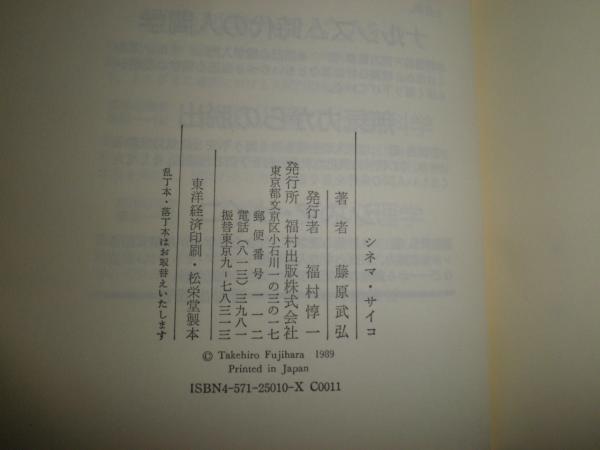 シネマ・サイコ
著者 藤原武弘
発行者 福村惇一
発行所 福村出版株式会社
東京都文京区小石川一の三の一七
郵便番号 一一二
電話(八一三)三九八一
振替東京九―七八三一三
東洋経済印刷・松栄堂製本
乱丁本・落丁本はお取替えいたします
© Takehiro Fujihara 1989
Printed in Japan
ISBN4-571-25010-X C0011